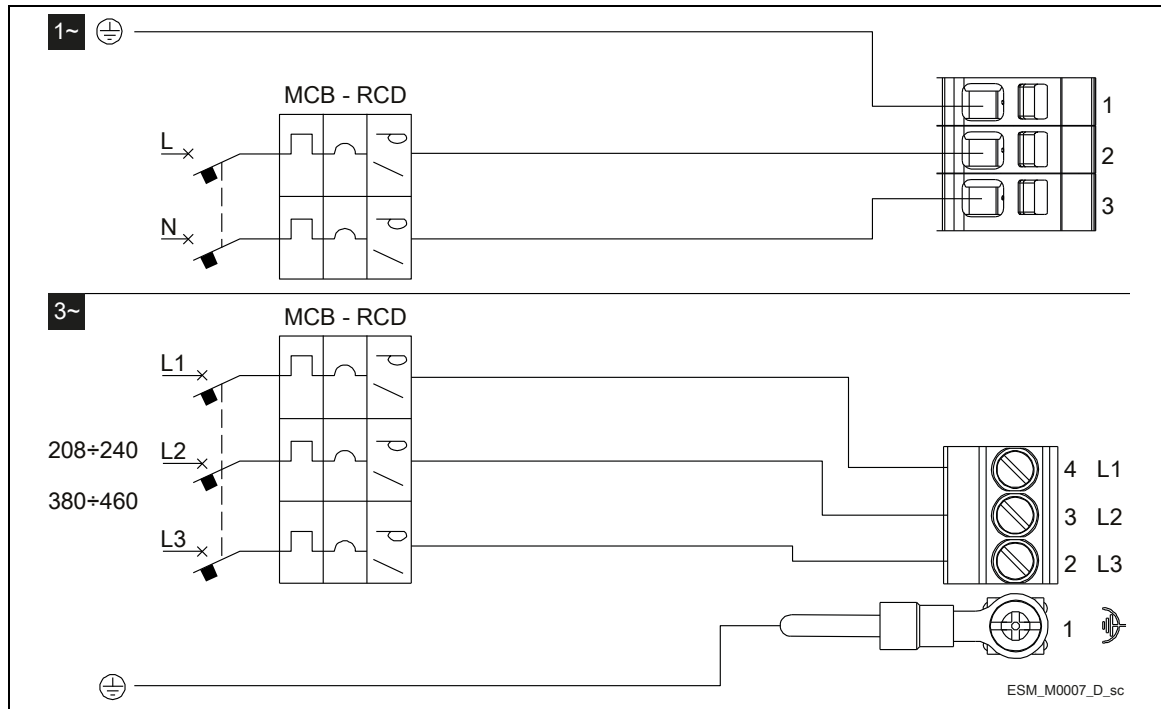 1~
MCB - RCD
L
N
1
2
3
3~
MCB - RCD
L1
208÷240 L2
380÷460
L3
4 L1
3 L2
2 L3
1
ESM_M0007_D_sc